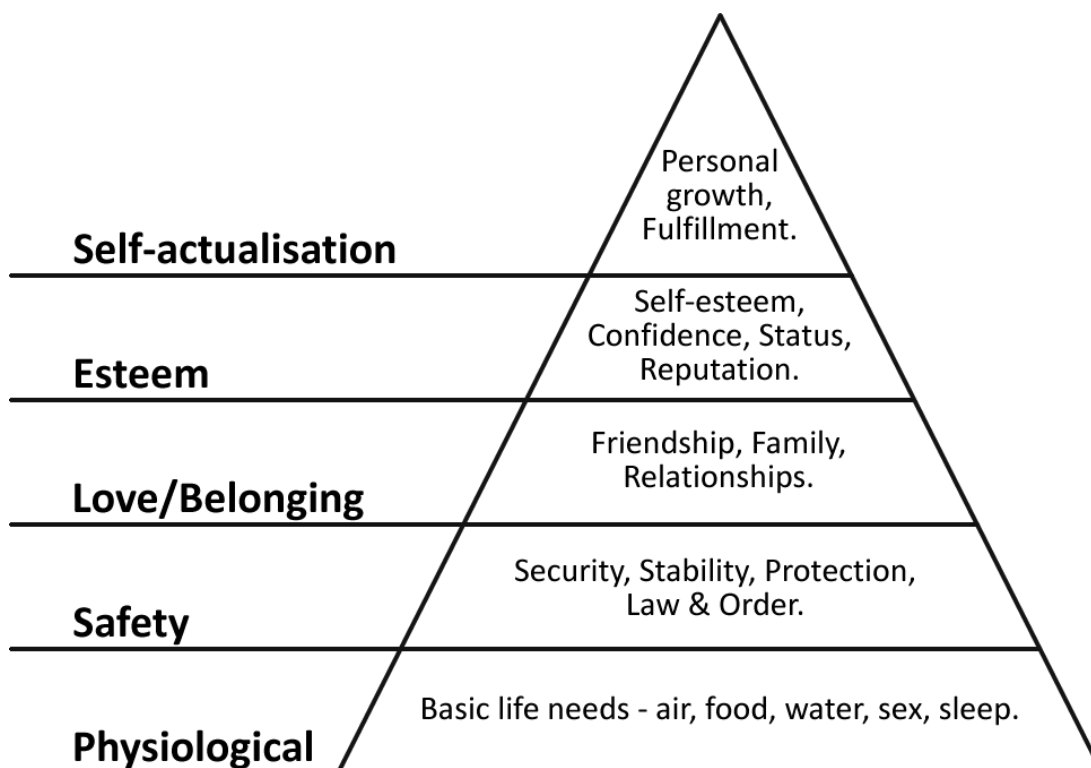 Personal
growth,
Fulfillment.
Self-actualisation
Self-esteem,
Confidence, Status,
Reputation.
Esteem
Friendship, Family,
Relationships.
Love/Belonging
Security, Stability, Protection,
Law & Order.
Safety
Basic life needs - air, food, water, sex, sleep.
Physiological